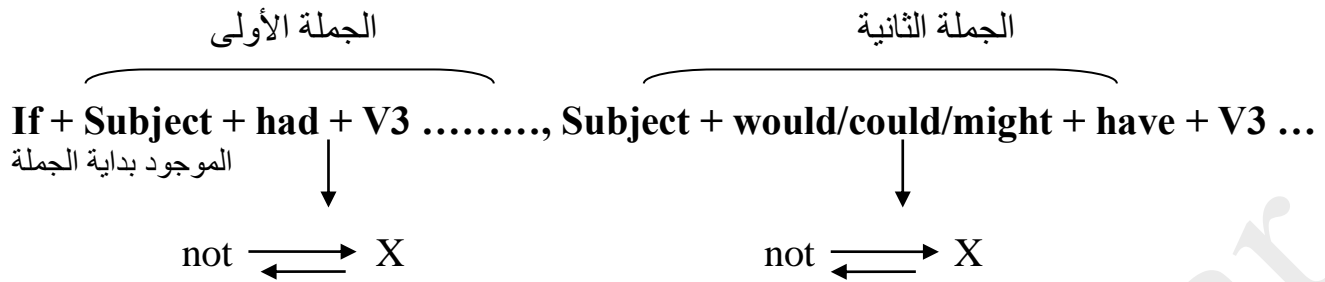 الجملة الأولى الجملة الثانية
If + Subject + had + V3 ………, Subject + would/could/might + have + V3 …
الموجود بداية الجملة
not X not X